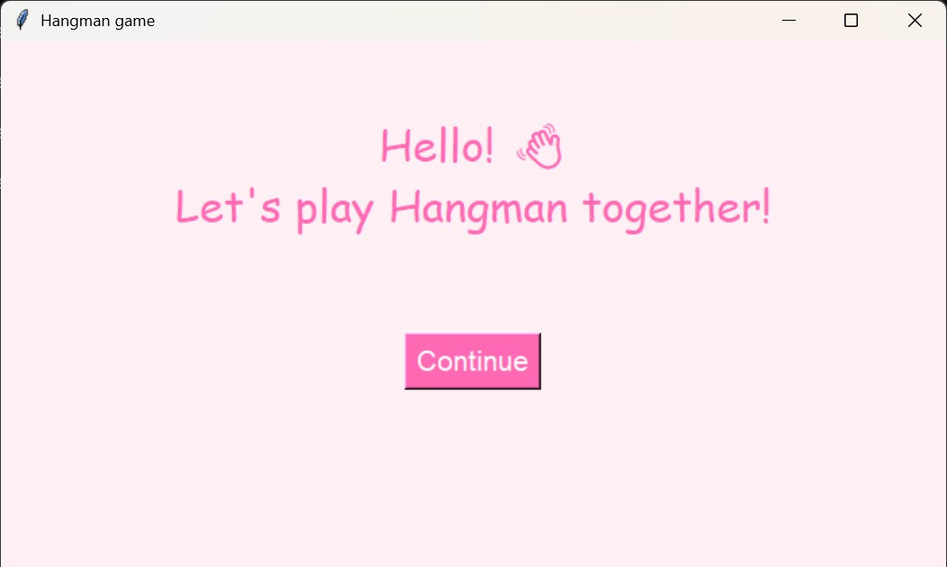 Hangman game
Hello! 👋
Let's play Hangman together!
Continue